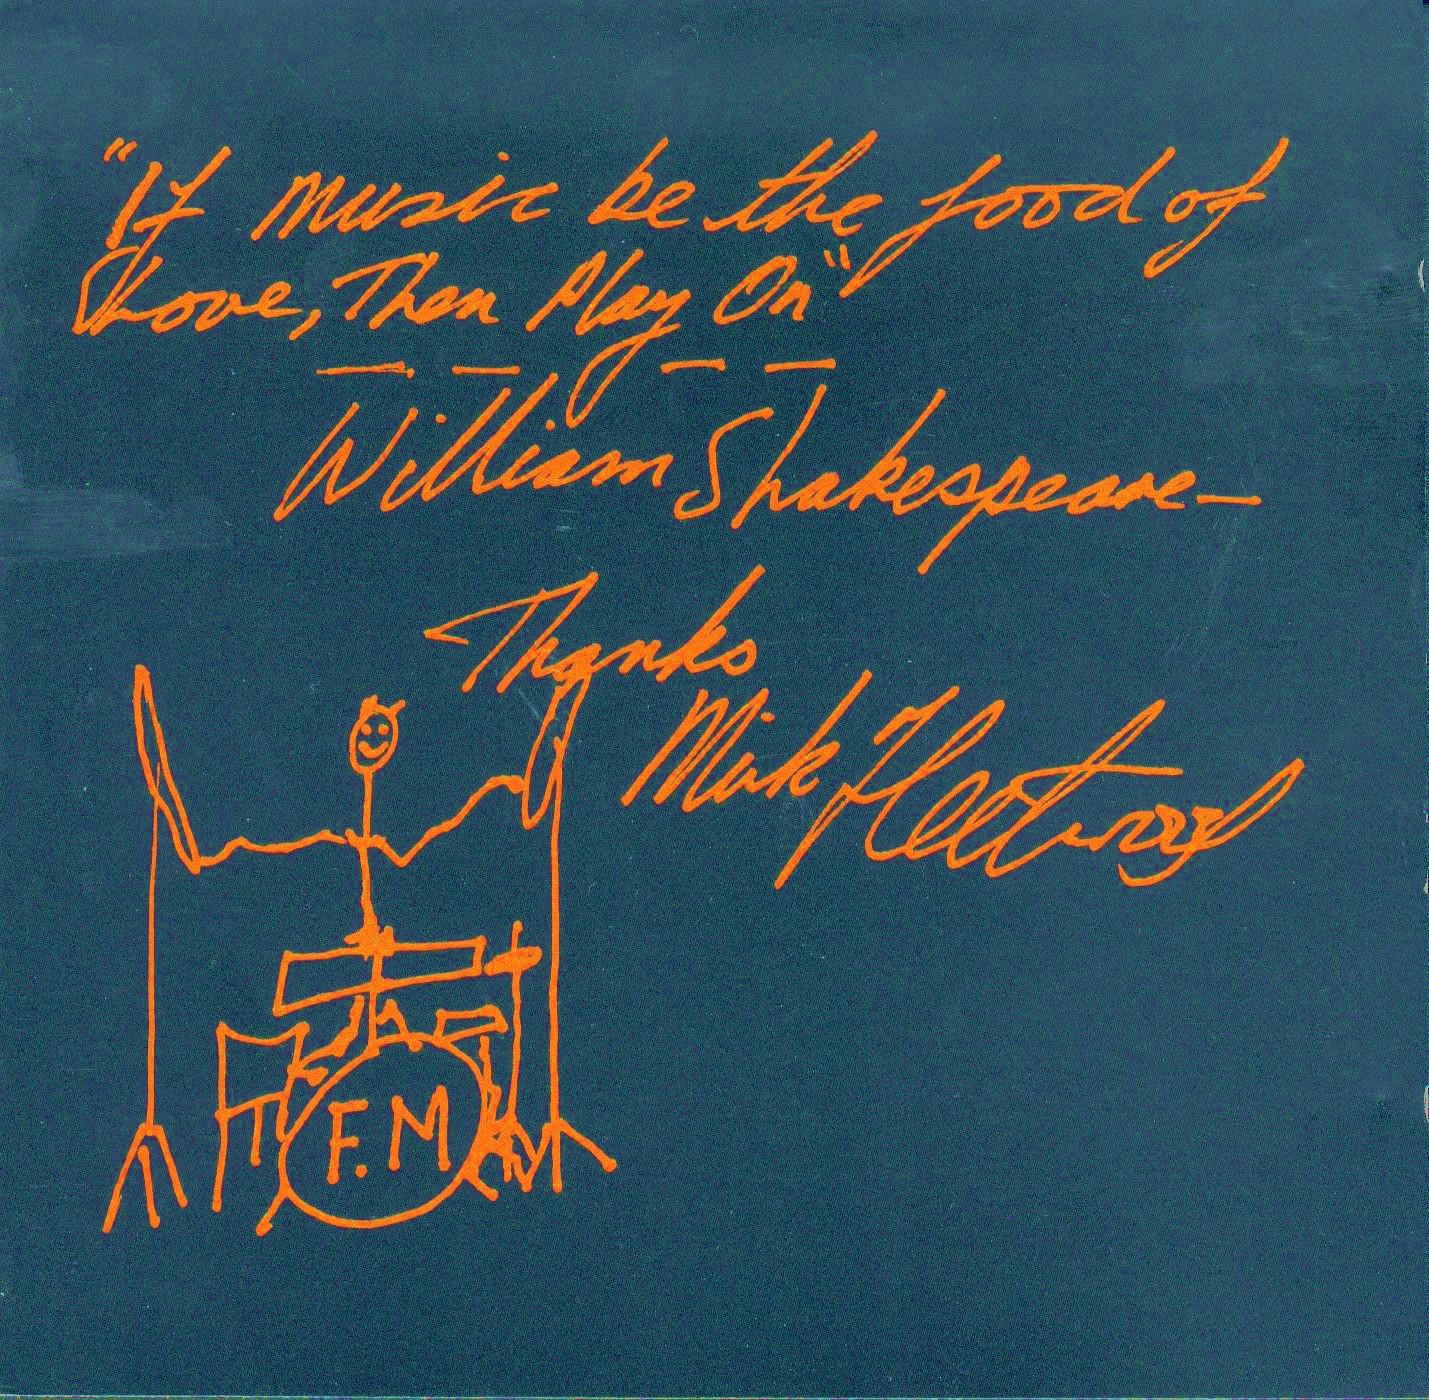 "If music be the food of
Love, Then Play On"
William Shakespeare—
Thanks
Mick Fleetwood
F.M